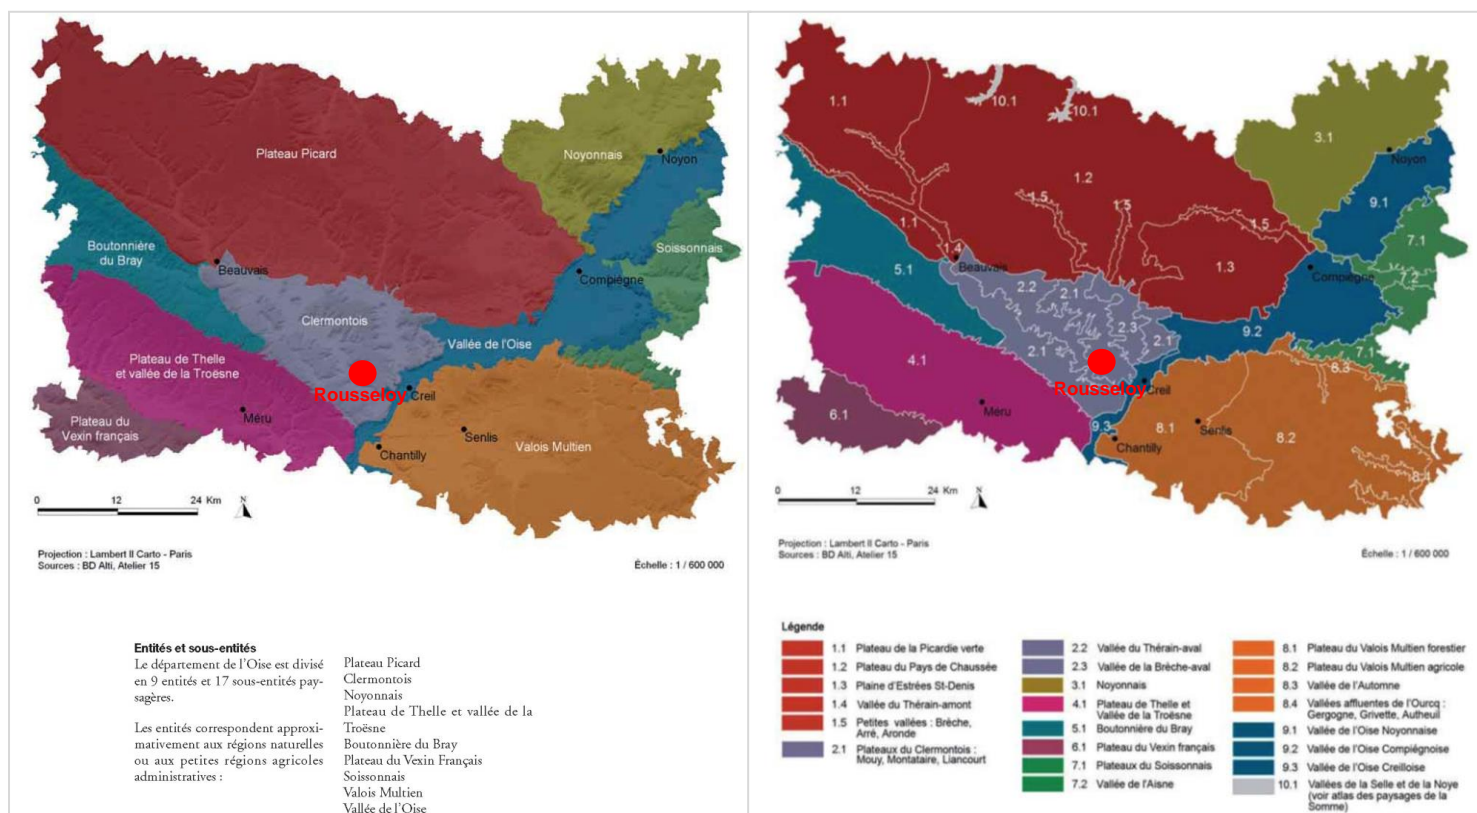 Plateau Picard
Noyonnais
Noyon
Soissonnais
Boutonnière
du Bray
Beauvais
Compiègne
Clermontois
Vallée de l'Oise
Plateau de Thelle
et vallée de la Troësne
Rousseloy
Creil
Méru
Plateau du
Vexin français
Senlis
Valois Multien
Chantilly
0 12 24 Km
N
Projection : Lambert II Carto - Paris
Sources : BD Alti, Atelier 15
Échelle : 1 / 600 000
Entités et sous-entités
Le département de l'Oise est divisé
en 9 entités et 17 sous-entités pay-
sagères.
Les entités correspondent approxi-
mativement aux régions naturelles
ou aux petites régions agricoles
administratives :
Plateau Picard
Clermontois
Noyonnais
Plateau de Thelle et vallée de la
Troësne
Boutonnière du Bray
Plateau du Vexin Français
Soissonnais
Valois Multien
Vallée de l'Oise
1.1
10.1
10.1
3.1
Noyon
1.2
1.5
1.5
1.5
9.1
7.1
1.1
1.4
Beauvais
1.3
Compiègne
7.2
5.1
2.2
2.1
2.3
2.1
2.1
9.2
7.1
4.1
8.3
Rousseloy
Creil
Méru
6.1
9.3
8.1
Senlis
8.2
Chantilly
8.4
0 12 24 Km
N
Projection : Lambert II Carto - Paris
Sources : BD Alti, Atelier 15
Échelle : 1 / 600 000
Légende
1.1 Plateau de la Picardie verte
1.2 Plateau du Pays de Chaussée
1.3 Plaine d'Estrées St-Denis
1.4 Vallée du Thérain-amont
1.5 Petites vallées : Brèche,
Arré, Aronde
2.1 Plateaux du Clermontois :
Mouy, Montataire, Liancourt
2.2 Vallée du Thérain-aval
2.3 Vallée de la Brèche-aval
3.1 Noyonnais
4.1 Plateau de Thelle et
Vallée de la Troësne
5.1 Boutonnière du Bray
6.1 Plateau du Vexin français
7.1 Plateaux du Soissonnais
7.2 Vallée de l'Aisne
8.1 Plateau du Valois Multien forestier
8.2 Plateau du Valois Multien agricole
8.3 Vallée de l'Automne
8.4 Vallées affluentes de l'Ourcq :
Gergogne, Grivette, Autheuil
9.1 Vallée de l'Oise Noyonnaise
9.2 Vallée de l'Oise Compiégnoise
9.3 Vallée de l'Oise Creilloise
10.1 Vallées de la Selle et de la Noye
(voir atlas des paysages de la
Somme)